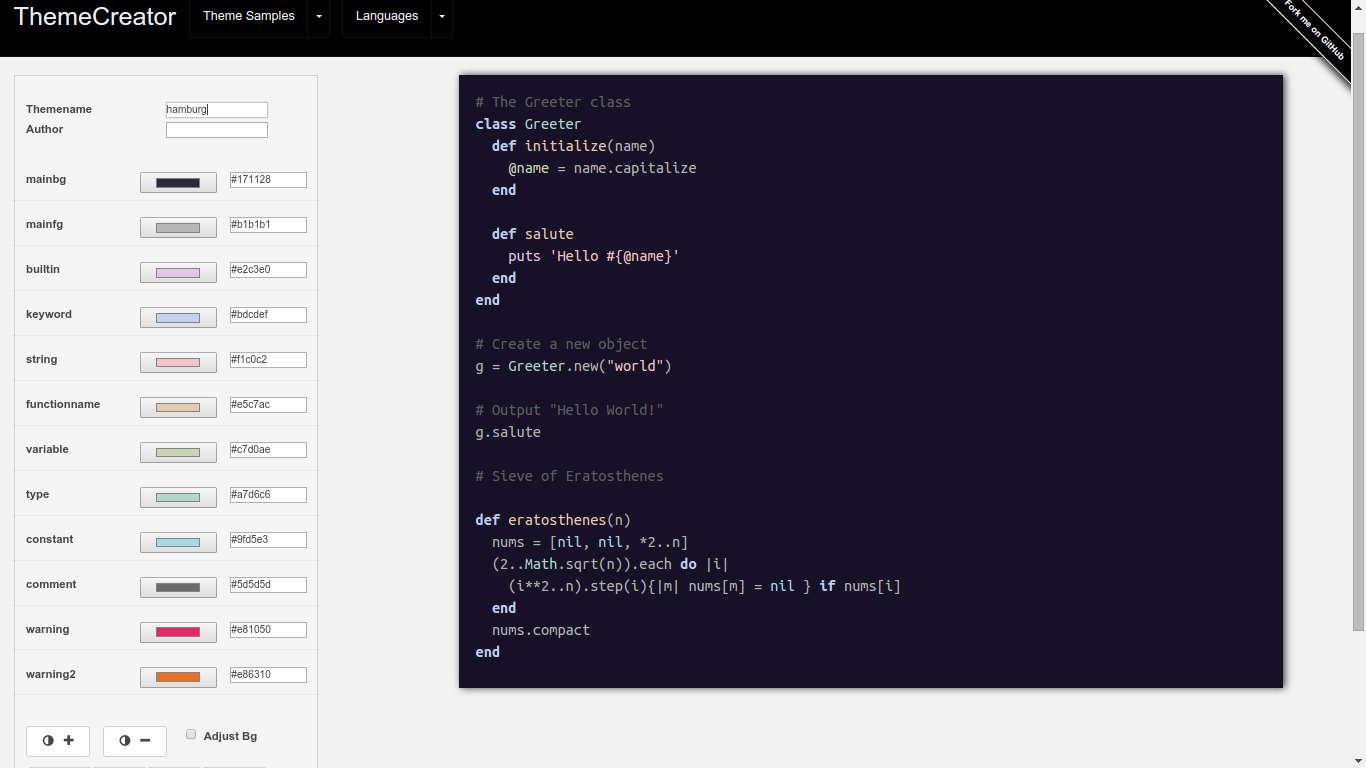 ThemeCreator
Theme Samples
Languages
Fork me on GitHub
Themename
hamburg
Author
mainbg
#171128
mainfg
#b1b1b1
builtin
#e2c3e0
keyword
#bdcdef
string
#f1c0c2
functionname
#e5c7ac
variable
#c7d0ae
type
#a7d6c6
constant
#9fd5e3
comment
#5d5d5d
warning
#e81050
warning2
#e86310
Adjust Bg
# The Greeter class
class Greeter
  def initialize(name)
    @name = name.capitalize
  end
  def salute
    puts 'Hello #{@name}'
  end
end
# Create a new object
g = Greeter.new("world")
# Output "Hello World!"
g.salute
# Sieve of Eratosthenes
def eratosthenes(n)
  nums = [nil, nil, *2..n]
  (2..Math.sqrt(n)).each do |i|
    (i**2..n).step(i){|m| nums[m] = nil } if nums[i]
  end
  nums.compact
end